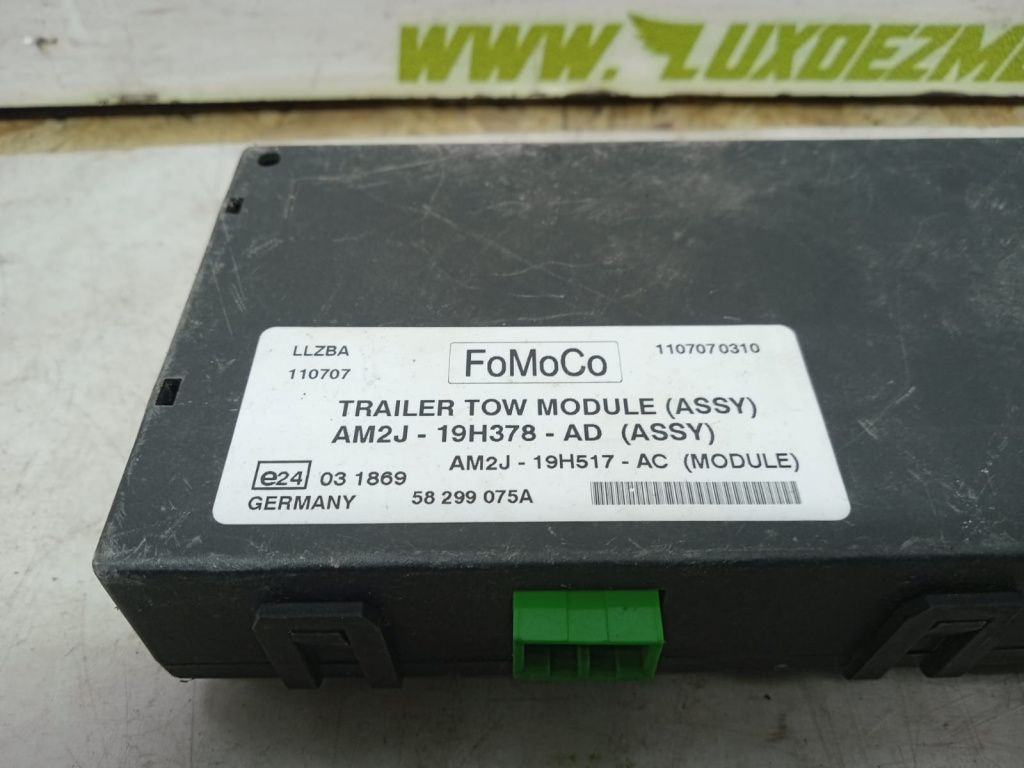 WWW.LUXDEZM
LLZBA
110707
FoMoCo
1107070310
TRAILER TOW MODULE (ASSY)
AM2J - 19H378 - AD (ASSY)
AM2J - 19H517 - AC (MODULE)
e24 03 1869
GERMANY 58 299 075A